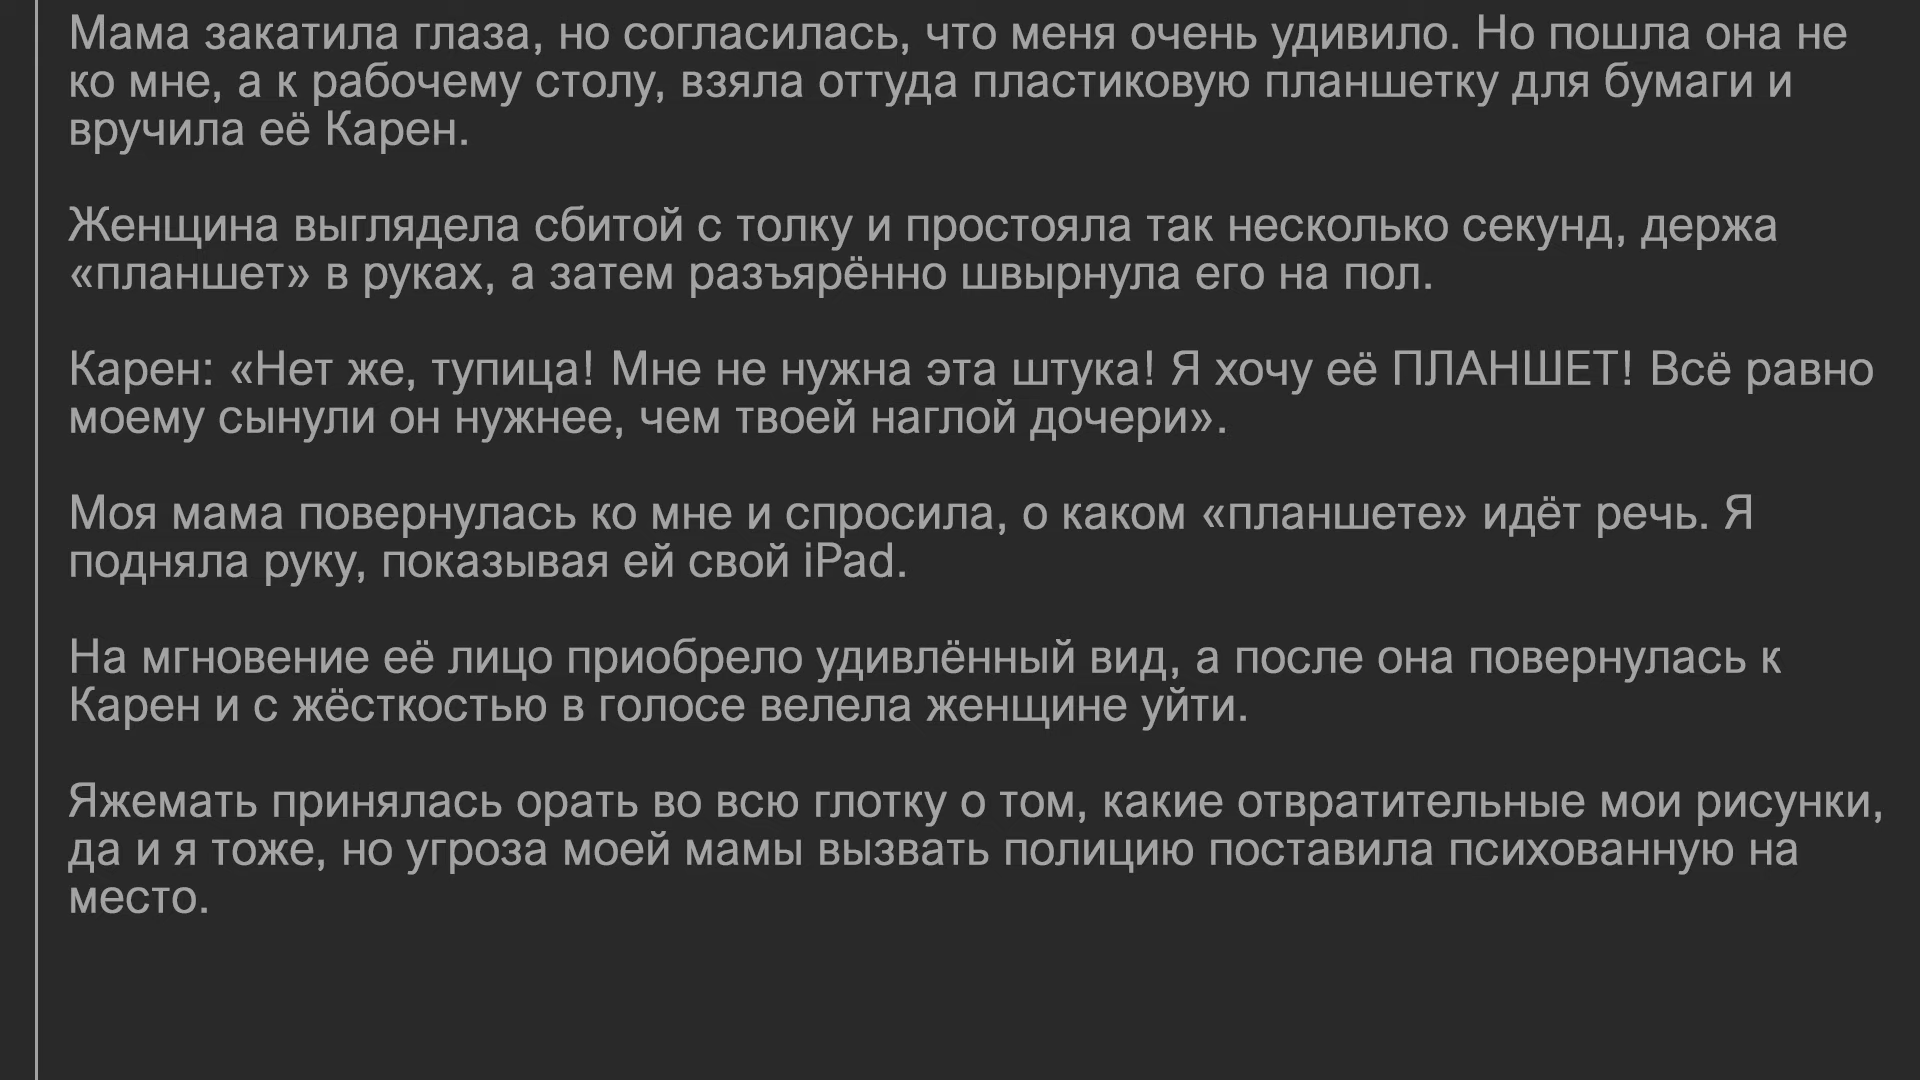 Мама закатила глаза, но согласилась, что меня очень удивило. Но пошла она не
ко мне, а к рабочему столу, взяла оттуда пластиковую планшетку для бумаги и
вручила её Карен.
Женщина выглядела сбитой с толку и простояла так несколько секунд, держа
«планшет» в руках, а затем разъярённо швырнула его на пол.
Карен: «Нет же, тупица! Мне не нужна эта штука! Я хочу её ПЛАНШЕТ! Всё равно
моему сынули он нужнее, чем твоей наглой дочери».
Моя мама повернулась ко мне и спросила, о каком «планшете» идёт речь. Я
подняла руку, показывая ей свой iPad.
На мгновение её лицо приобрело удивлённый вид, а после она повернулась к
Карен и с жёсткостью в голосе велела женщине уйти.
Яжемать принялась орать во всю глотку о том, какие отвратительные мои рисунки,
да и я тоже, но угроза моей мамы вызвать полицию поставила психованную на
место.